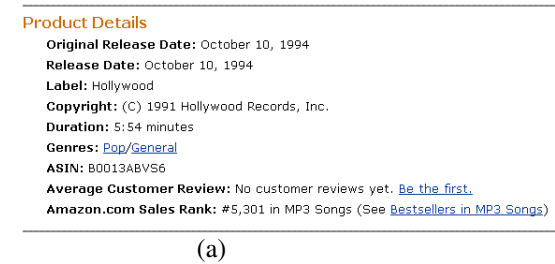 Product Details
Original Release Date: October 10, 1994
Release Date: October 10, 1994
Label: Hollywood
Copyright: (C) 1991 Hollywood Records, Inc.
Duration: 5:54 minutes
Genres: Pop/General
ASIN: B0013ABVS6
Average Customer Review: No customer reviews yet. Be the first.
Amazon.com Sales Rank: #5,301 in MP3 Songs (See Bestsellers in MP3 Songs)
(a)